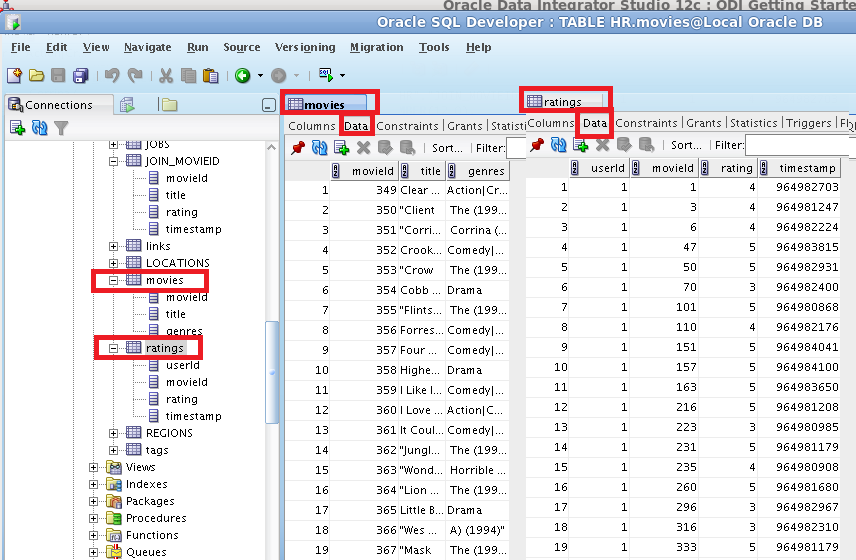 Oracle Data Integrator Studio 12c : ODI Getting Starte
Oracle SQL Developer : TABLE HR.movies@Local Oracle DB
File Edit View Navigate Run Source Versioning Migration Tools Help
SQL
Connections
JOBS
JOIN_MOVIEID
movieId
title
rating
timestamp
links
LOCATIONS
movies
movieId
title
genres
ratings
userId
movieId
rating
timestamp
REGIONS
tags
Views
Indexes
Packages
Procedures
Functions
Queues
movies
Columns Data Constraints Grants Statisti
Sort... Filter:
movieId title genres
1 349 Clear ... Action|Cr...
2 350 "Client The (199...
3 351 "Corri... Corrina (...
4 352 Crook... Comedy|...
5 353 "Crow The (199...
6 354 Cobb ... Drama
7 355 "Flints... The (199...
8 356 Forres... Comedy|...
9 357 Four ... Comedy|...
10 358 Highe... Drama
11 359 I Like I... Comedy|...
12 360 I Love ... Action|C...
13 361 It Coul... Comedy|...
14 362 "Jungl... The (199...
15 363 "Wond... Horrible ...
16 364 "Lion ... The (199...
17 365 Little B... Drama
18 366 "Wes ... A) (1994)"
19 367 "Mask The (199...
ratings
Columns Data Constraints Grants Statistics Triggers Fl
Sort... Filter:
userId movieId rating timestamp
1 1 1 4 964982703
2 1 3 4 964981247
3 1 6 4 964982224
4 1 47 5 964983815
5 1 50 5 964982931
6 1 70 3 964982400
7 1 101 5 964980868
8 1 110 4 964982176
9 1 151 5 964984041
10 1 157 5 964984100
11 1 163 5 964983650
12 1 216 5 964981208
13 1 223 3 964980985
14 1 231 5 964981179
15 1 235 4 964980908
16 1 260 5 964981680
17 1 296 3 964982967
18 1 316 3 964982310
19 1 333 5 964981179